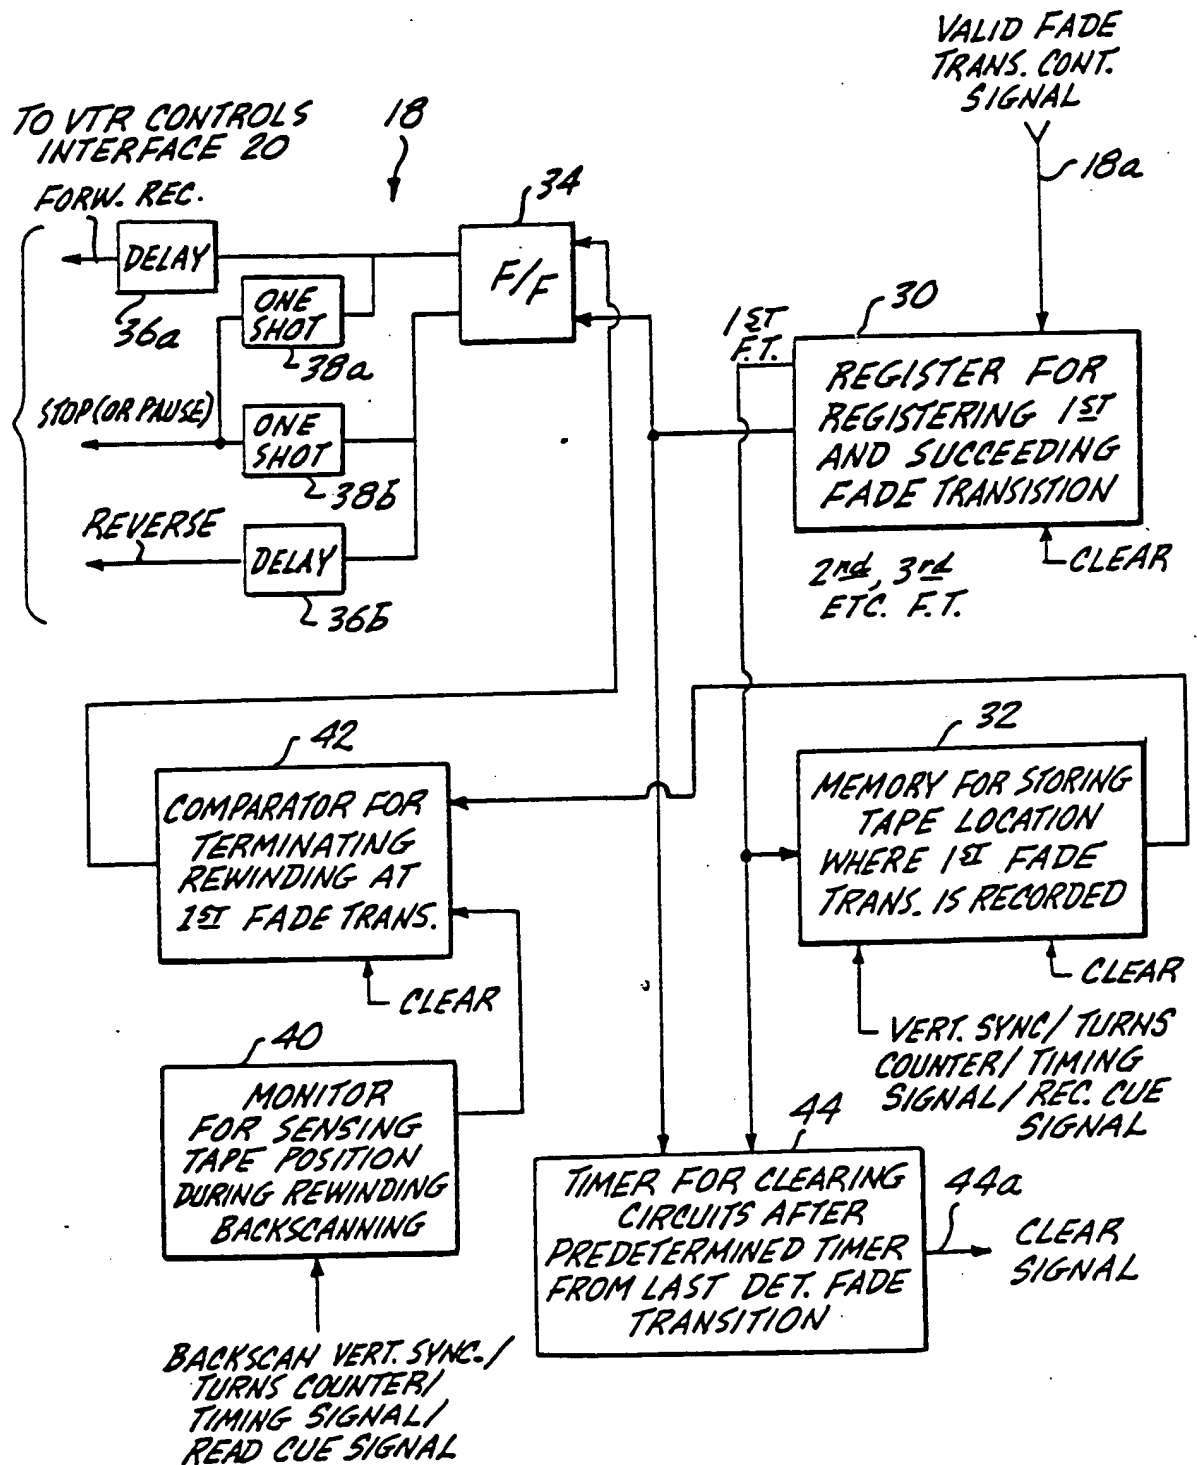 VALID FADE
TRANS. CONT.
SIGNAL
18a
TO VTR CONTROLS
INTERFACE 20
18
FORW. REC.
DELAY
36a
ONE
SHOT
38a
34
F/F
STOP (OR PAUSE)
ONE
SHOT
38b
REVERSE
DELAY
36b
1ST
F.T.
30
REGISTER FOR
REGISTERING 1ST
AND SUCCEEDING
FADE TRANSISTION
CLEAR
2nd, 3rd
ETC. F.T.
42
COMPARATOR FOR
TERMINATING
REWINDING AT
1ST FADE TRANS.
CLEAR
32
MEMORY FOR STORING
TAPE LOCATION
WHERE 1ST FADE
TRANS. IS RECORDED
CLEAR
VERT. SYNC/ TURNS
COUNTER/ TIMING
SIGNAL/ REC. CUE
SIGNAL
40
MONITOR
FOR SENSING
TAPE POSITION
DURING REWINDING
BACKSCANNING
BACKSCAN VERT. SYNC./
TURNS COUNTER/
TIMING SIGNAL/
READ CUE SIGNAL
44
TIMER FOR CLEARING
CIRCUITS AFTER
PREDETERMINED TIMER
FROM LAST DET. FADE
TRANSITION
44a
CLEAR
SIGNAL